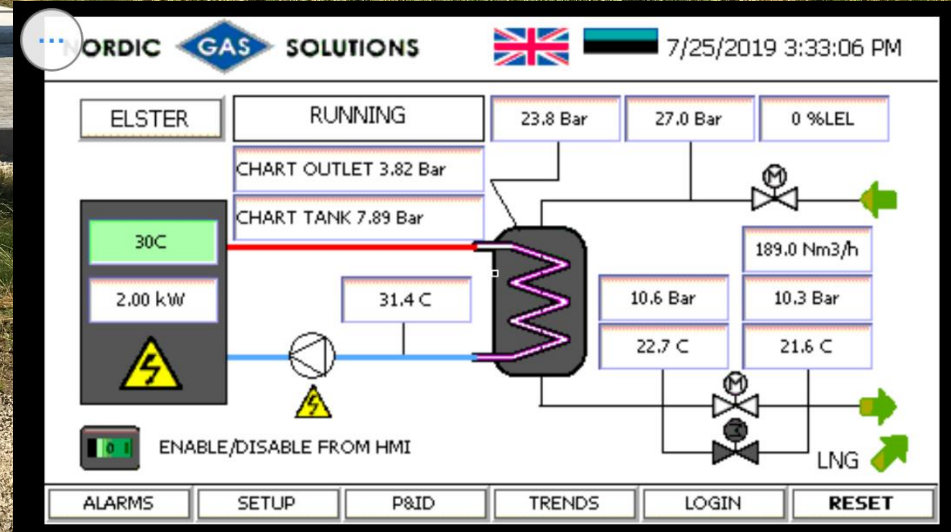 NORDIC GAS SOLUTIONS
7/25/2019 3:33:06 PM
ELSTER
RUNNING
23.8 Bar
27.0 Bar
0 %LEL
CHART OUTLET 3.82 Bar
CHART TANK 7.89 Bar
M
30C
189.0 Nm3/h
2.00 kW
31.4 C
10.6 Bar
10.3 Bar
22.7 C
21.6 C
M
0 1
ENABLE/DISABLE FROM HMI
LNG
ALARMS
SETUP
P&ID
TRENDS
LOGIN
RESET